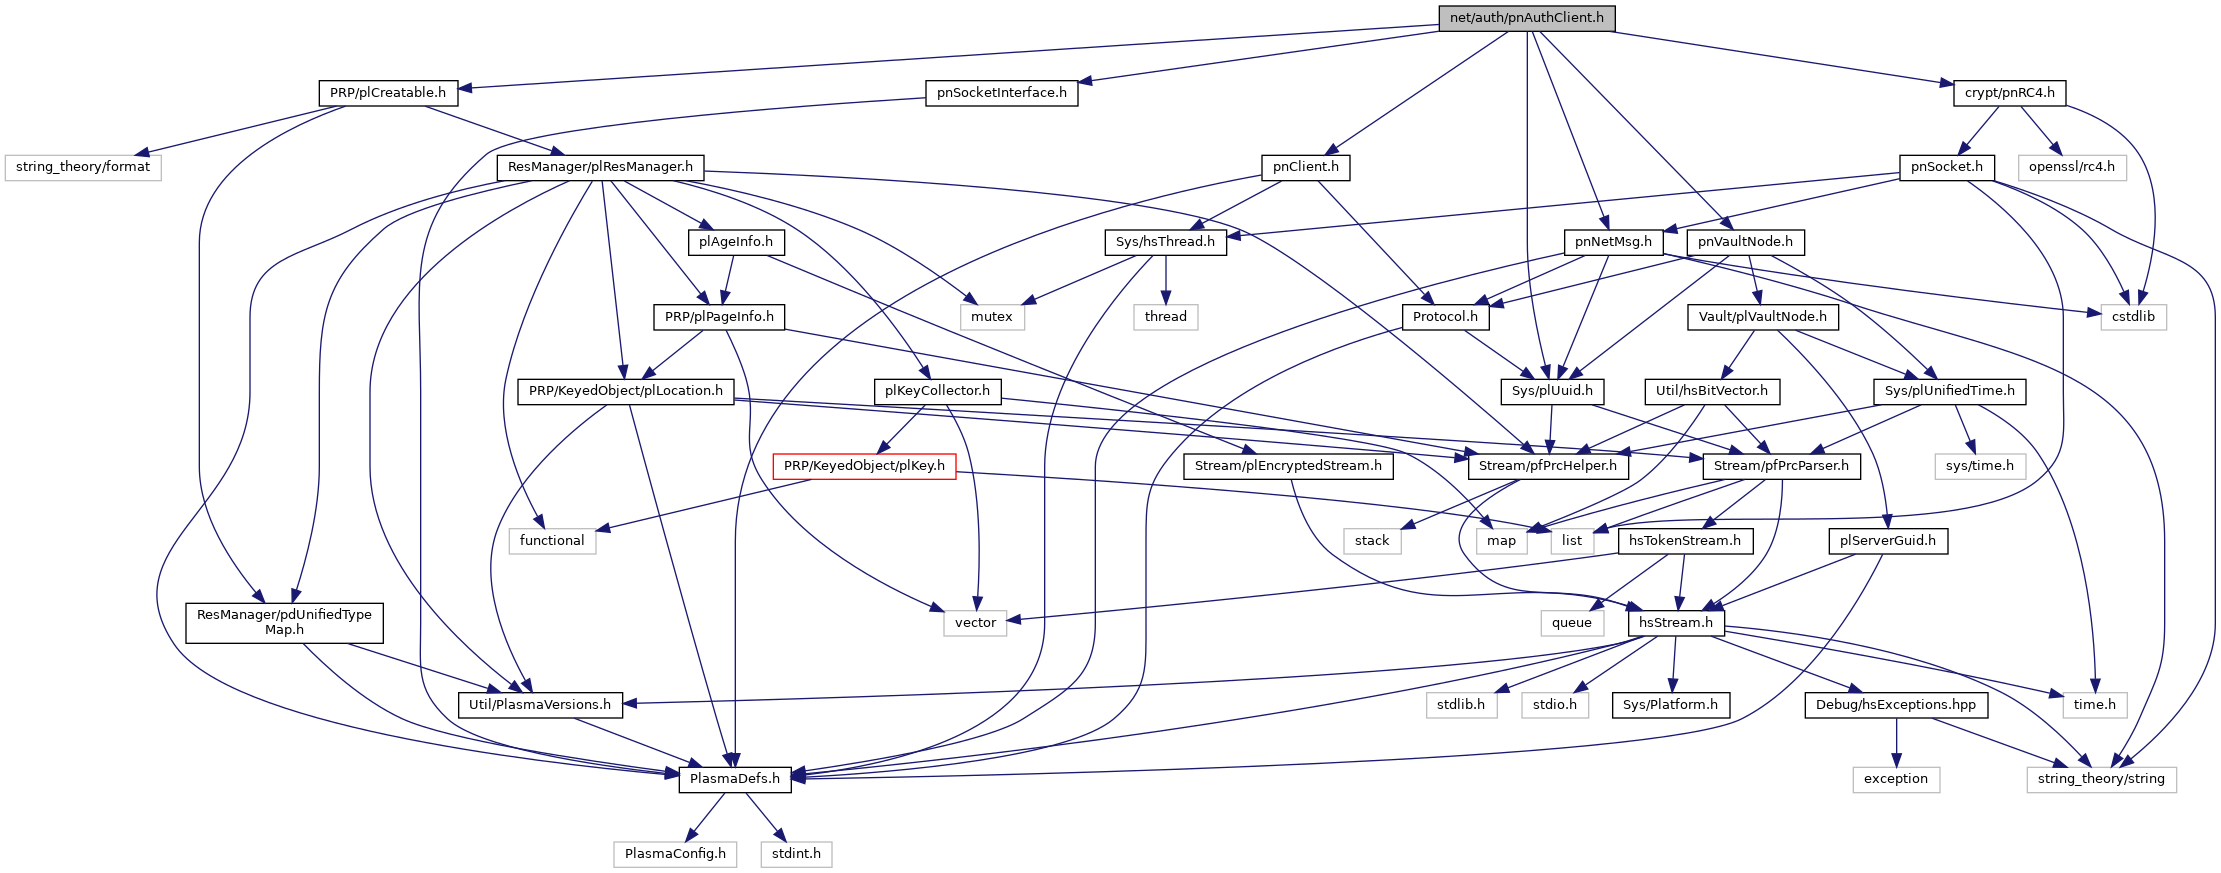 net/auth/pnAuthClient.h
PRP/plCreatable.h
pnSocketInterface.h
crypt/pnRC4.h
string_theory/format
ResManager/plResManager.h
pnClient.h
pnSocket.h
openssl/rc4.h
plAgeInfo.h
Sys/hsThread.h
pnNetMsg.h
pnVaultNode.h
PRP/plPageInfo.h
mutex
thread
Protocol.h
Vault/plVaultNode.h
cstdlib
PRP/KeyedObject/plLocation.h
plKeyCollector.h
Sys/plUuid.h
Util/hsBitVector.h
Sys/plUnifiedTime.h
PRP/KeyedObject/plKey.h
Stream/plEncryptedStream.h
Stream/pfPrcHelper.h
Stream/pfPrcParser.h
sys/time.h
functional
stack
map
list
hsTokenStream.h
plServerGuid.h
ResManager/pdUnifiedType
Map.h
vector
queue
hsStream.h
Util/PlasmaVersions.h
stdlib.h
stdio.h
Sys/Platform.h
Debug/hsExceptions.hpp
time.h
PlasmaDefs.h
exception
string_theory/string
PlasmaConfig.h
stdint.h